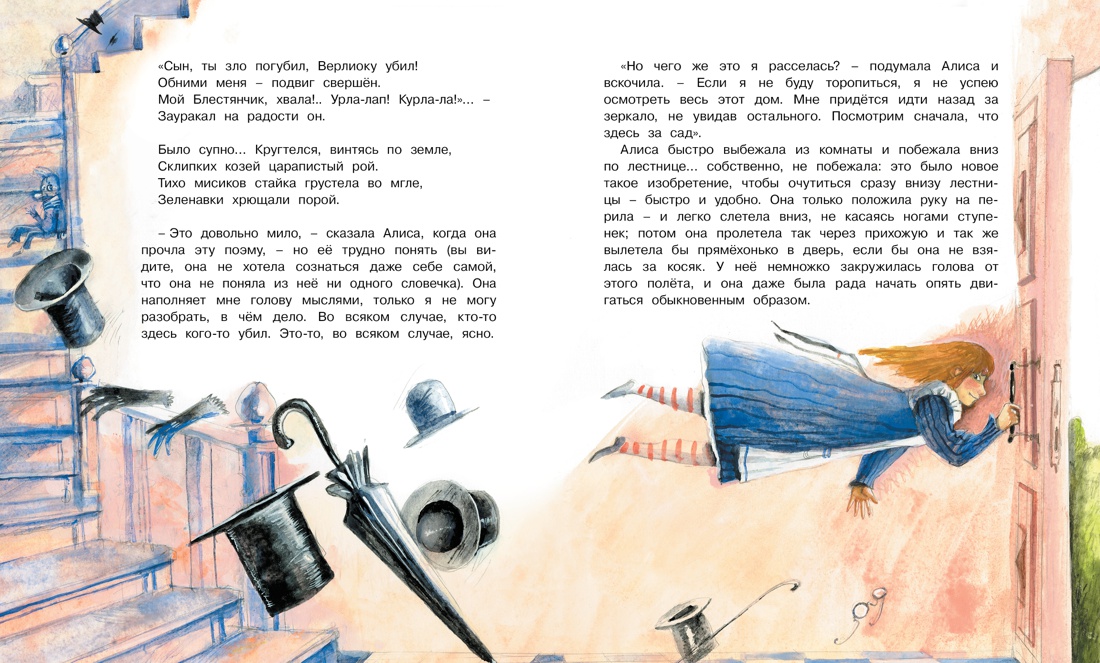 «Сын, ты зло погубил, Верлиоку убил!
Обними меня – подвиг свершён.
Мой Блестянчик, хвала!.. Урла-лап! Курла-ла!»... –
Зауракал на радости он.
Было супно... Кругтелся, винтясь по земле,
Склипких козей царапистый рой.
Тихо мисиков стайка грустела во мгле,
Зеленавки хрющали порой.
– Это довольно мило, – сказала Алиса, когда она
прочла эту поэму, – но её трудно понять (вы ви-
дите, она не хотела сознаться даже себе самой,
что она не поняла из неё ни одного словечка). Она
наполняет мне голову мыслями, только я не могу
разобрать, в чём дело. Во всяком случае, кто-то
здесь кого-то убил. Это-то, во всяком случае, ясно.
«Но чего же это я расселась? – подумала Алиса и
вскочила. – Если я не буду торопиться, я не успею
осмотреть весь этот дом. Мне придётся идти назад за
зеркало, не увидав остального. Посмотрим сначала, что
здесь за сад».
Алиса быстро выбежала из комнаты и побежала вниз
по лестнице... собственно, не побежала: это было новое
такое изобретение, чтобы очутиться сразу внизу лестни-
цы – быстро и удобно. Она только положила руку на пе-
рила – и легко слетела вниз, не касаясь ногами ступе-
нек; потом она пролетела так через прихожую и так же
вылетела бы прямёхонько в дверь, если бы она не взя-
лась за косяк. У неё немножко закружилась голова от
этого полёта, и она даже была рада начать опять дви-
гаться обыкновенным образом.